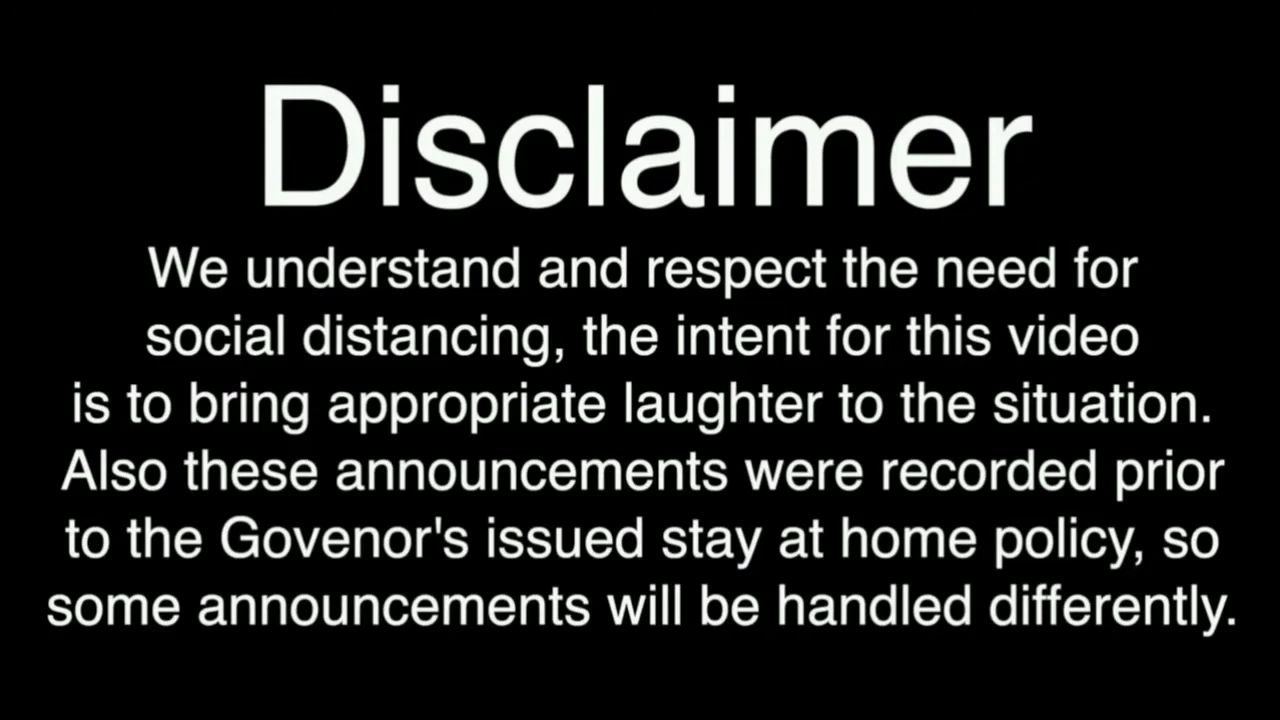 Disclaimer
We understand and respect the need for
social distancing, the intent for this video
is to bring appropriate laughter to the situation.
Also these announcements were recorded prior
to the Govenor's issued stay at home policy, so
some announcements will be handled differently.